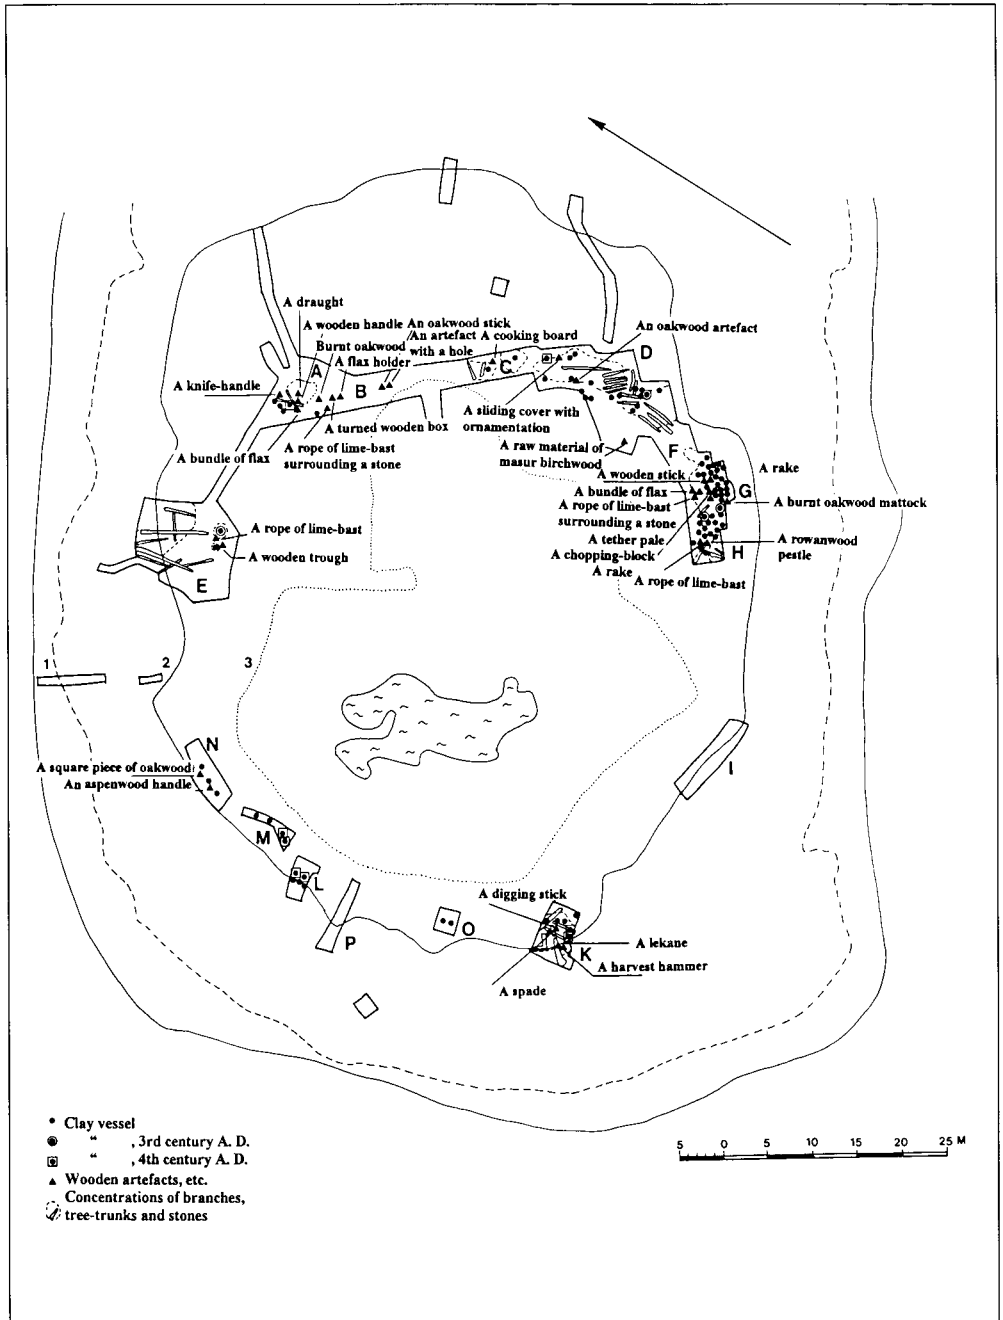 A draught
A wooden handle
An oakwood stick
An artefact
A cooking board
An oakwood artefact
Burnt oakwood
with a hole
A flax holder
D
A
C
A knife-handle
B
A sliding cover with
ornamentation
A turned wooden box
A rope of lime-bast
surrounding a stone
A bundle of flax
A raw material of
masur birchwood
F
A rake
A wooden stick
A bundle of flax
G
A burnt oakwood mattock
A rope of lime-bast
surrounding a stone
A tether pale
A rowanwood
pestle
A chopping-block
H
A rake
A rope of lime-bast
A rope of lime-bast
A wooden trough
E
1
2
3
N
A square piece of oakwood
An aspenwood handle
I
M
L
A digging stick
P
O
A lekane
K
A harvest hammer
A spade
Clay vessel
“ , 3rd century A. D.
“ , 4th century A. D.
Wooden artefacts, etc.
Concentrations of branches,
tree-trunks and stones
5 0 5 10 15 20 25 M